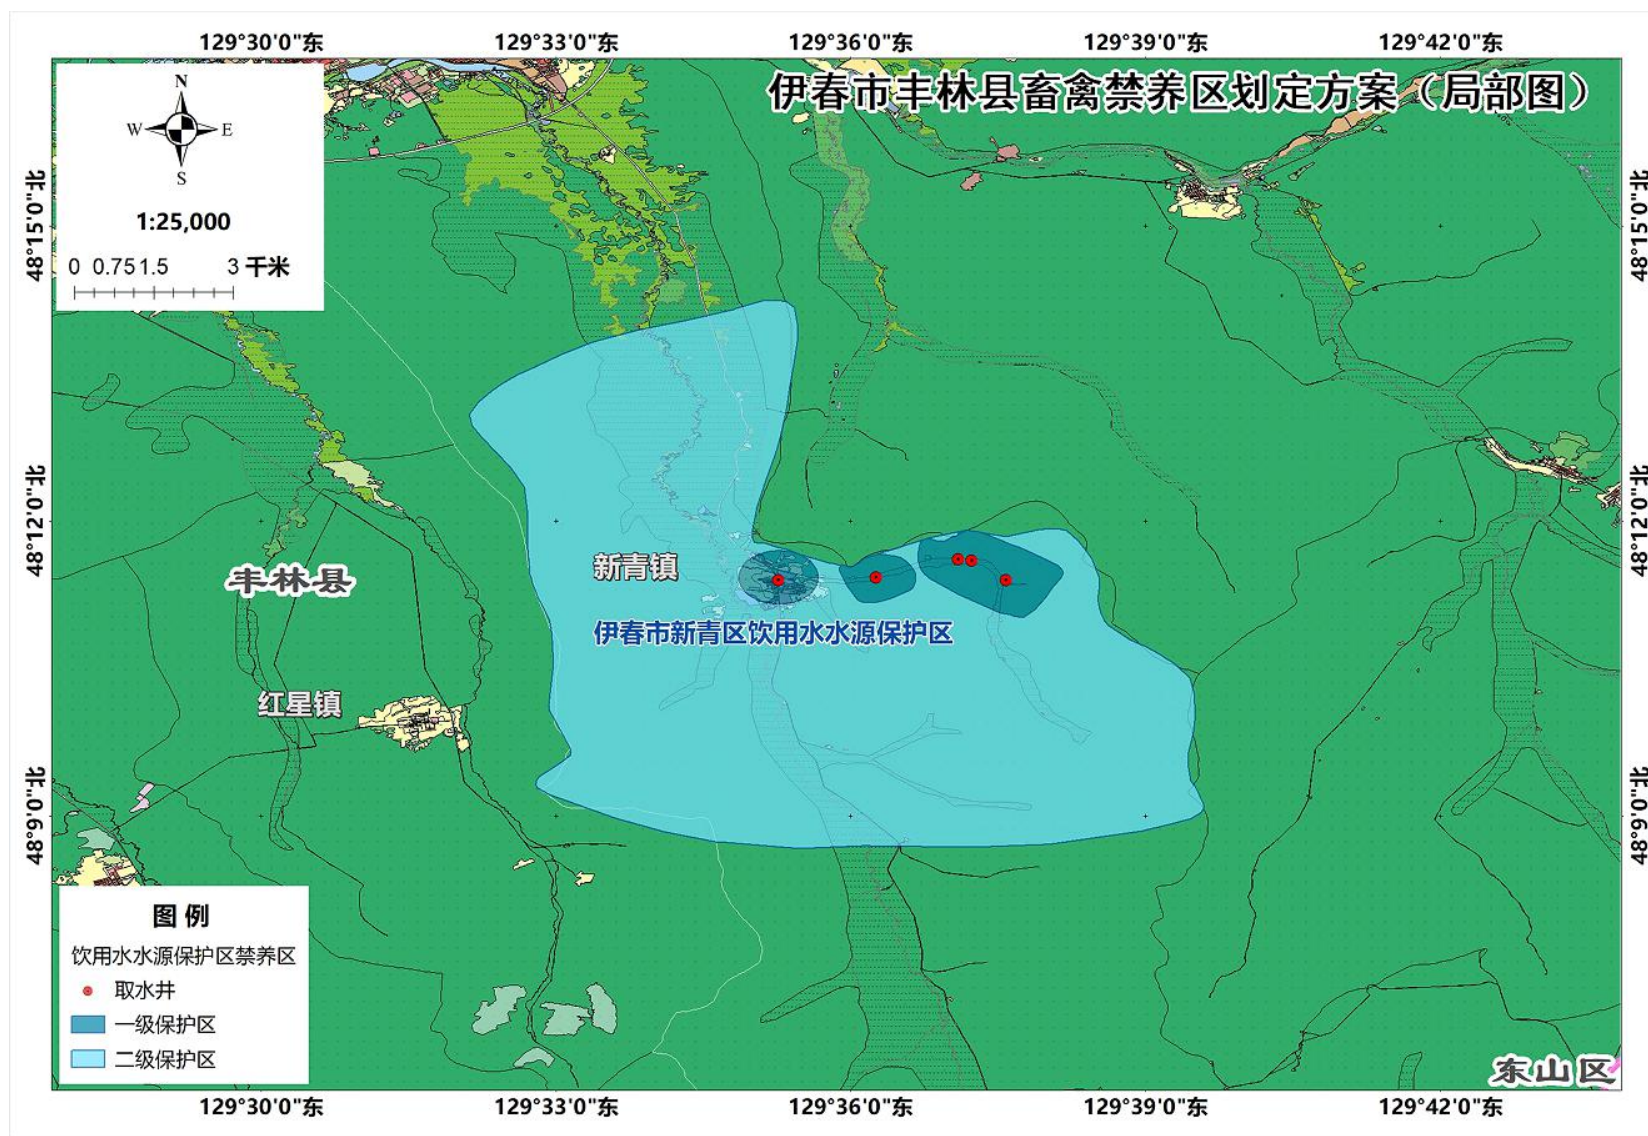 129°30'0"东
129°33'0"东
129°36'0"东
129°39'0"东
129°42'0"东
伊春市丰林县畜禽禁养区划定方案（局部图）
N
W
E
S
1:25,000
0 0.75 1.5 3 千米
48°15'0"北
48°15'0"北
48°12'0"北
48°12'0"北
新青镇
丰林县
伊春市新青区饮用水水源保护区
红星镇
48°9'0"北
48°9'0"北
图 例
饮用水水源保护区禁养区
取水井
一级保护区
二级保护区
东山区
129°30'0"东
129°33'0"东
129°36'0"东
129°39'0"东
129°42'0"东